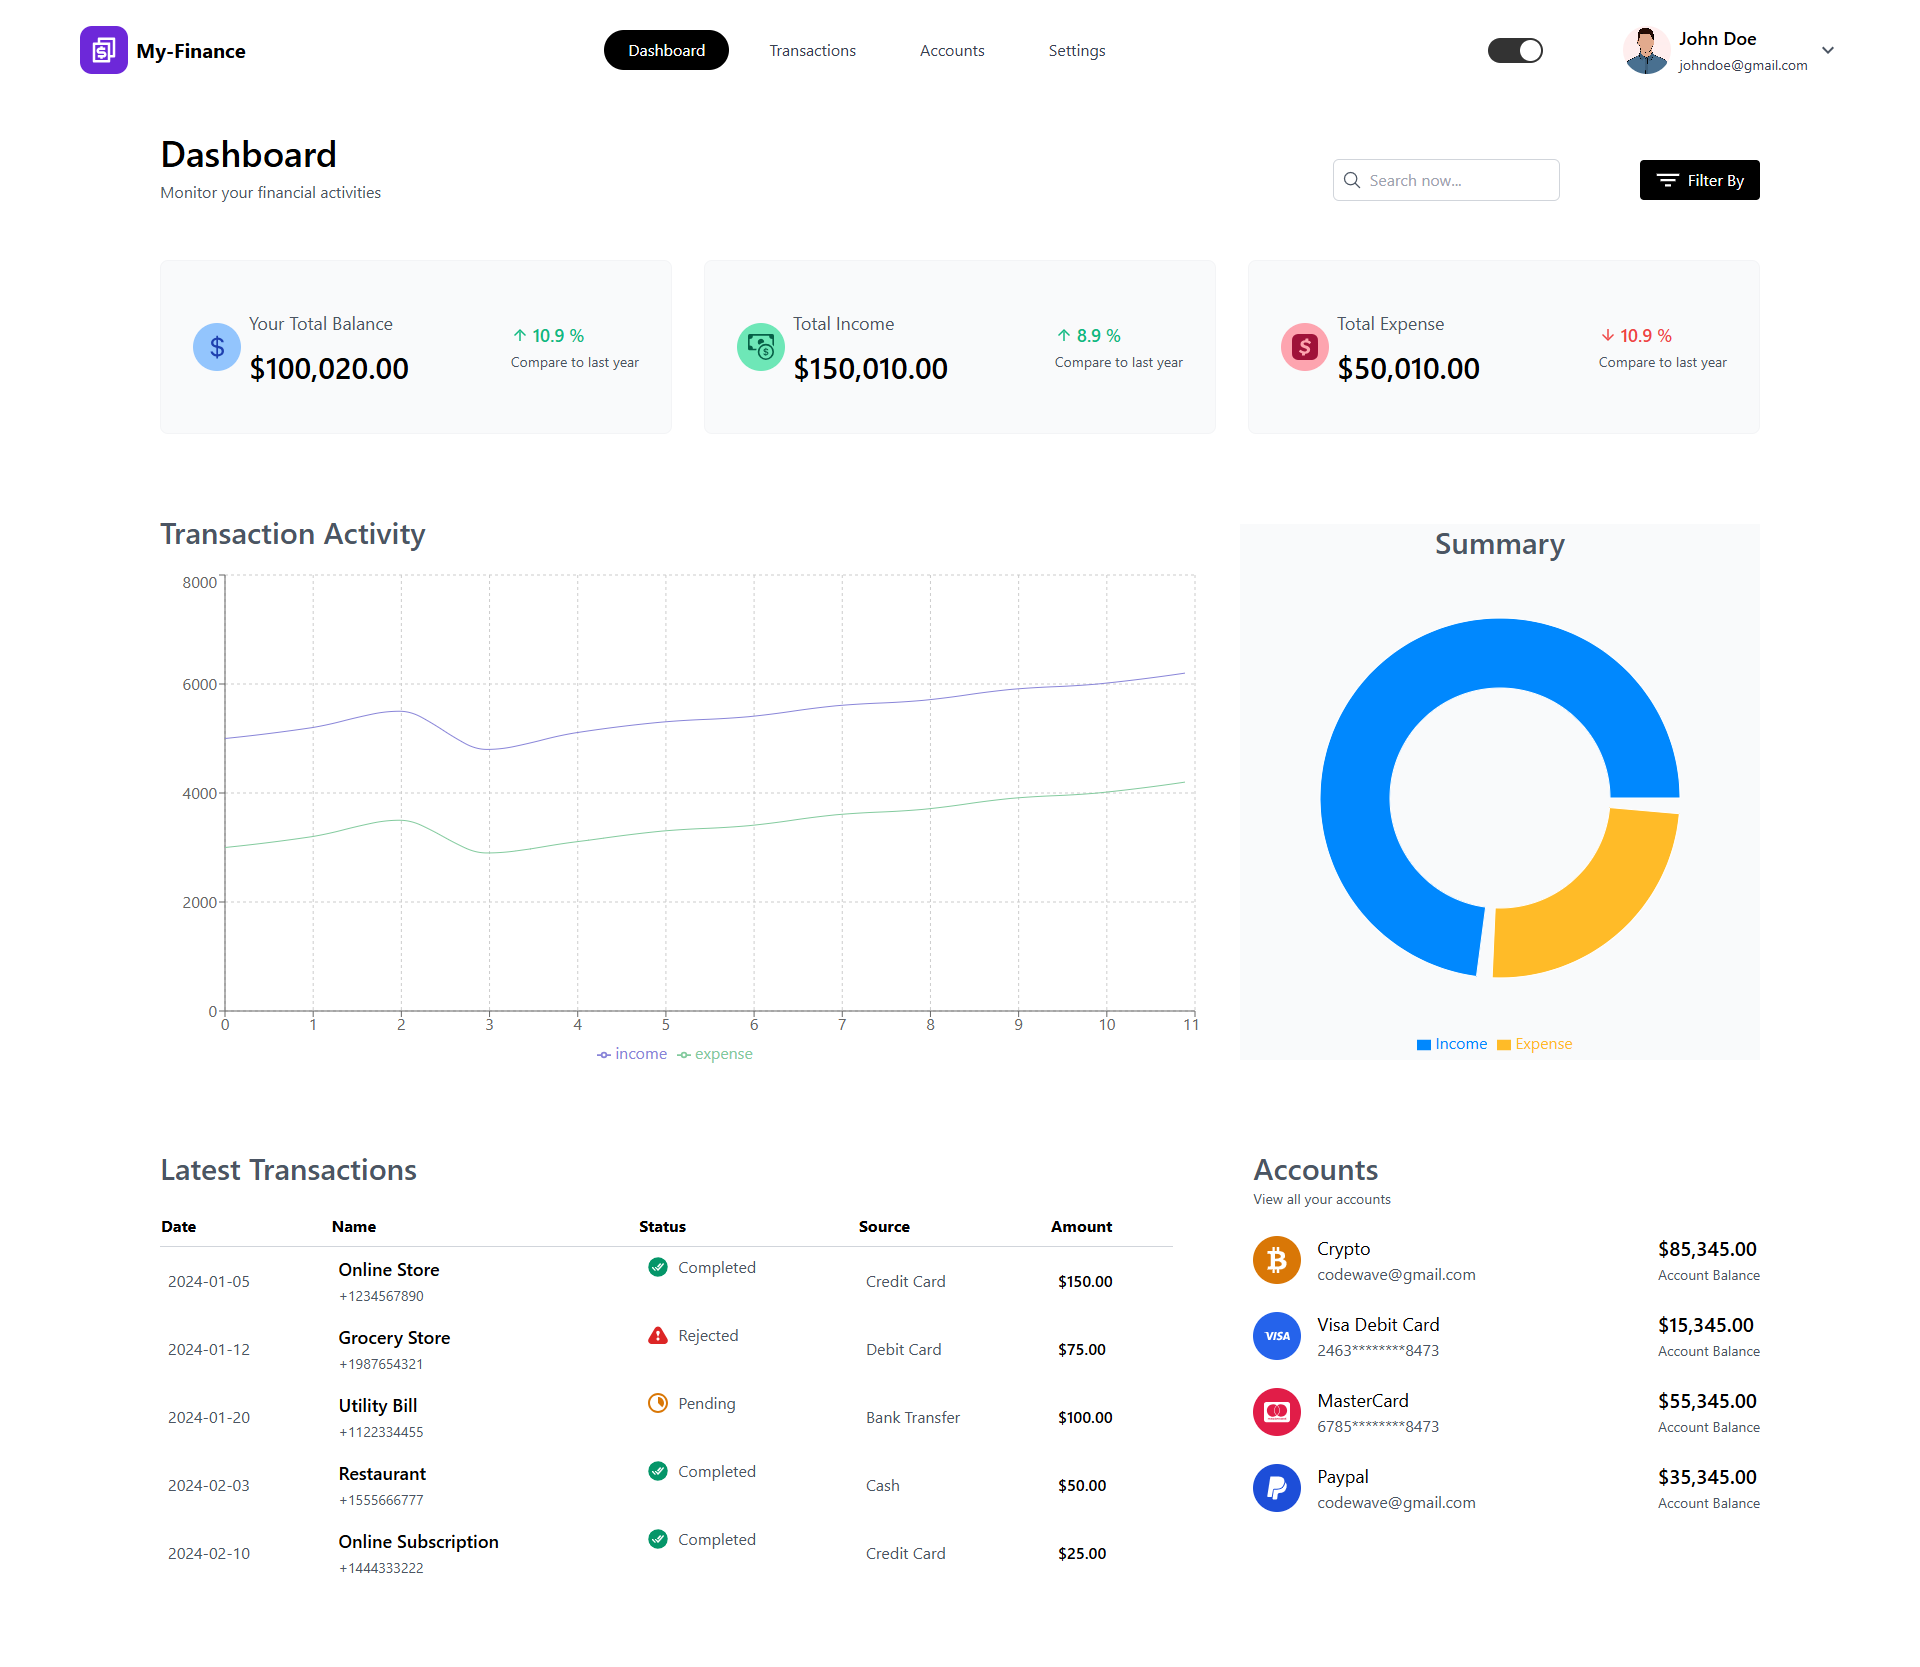 My-Finance
Dashboard
Transactions
Accounts
Settings
John Doe
johndoe@gmail.com
Dashboard
Monitor your financial activities
Search now...
Filter By
Your Total Balance
$100,020.00
10.9 %
Compare to last year
Total Income
$150,010.00
8.9 %
Compare to last year
Total Expense
$50,010.00
10.9 %
Compare to last year
Transaction Activity
8000
6000
4000
2000
0
0 1 2 3 4 5 6 7 8 9 10 11
income expense
Summary
Income Expense
Latest Transactions
Date Name Status Source Amount
2024-01-05 Online Store Completed Credit Card $150.00
+1234567890
2024-01-12 Grocery Store Rejected Debit Card $75.00
+1987654321
2024-01-20 Utility Bill Pending Bank Transfer $100.00
+1122334455
2024-02-03 Restaurant Completed Cash $50.00
+1555666777
2024-02-10 Online Subscription Completed Credit Card $25.00
+1444333222
Accounts
View all your accounts
Crypto $85,345.00
codewave@gmail.com Account Balance
VISA
Visa Debit Card $15,345.00
2463********8473 Account Balance
MasterCard $55,345.00
6785********8473 Account Balance
Paypal $35,345.00
codewave@gmail.com Account Balance